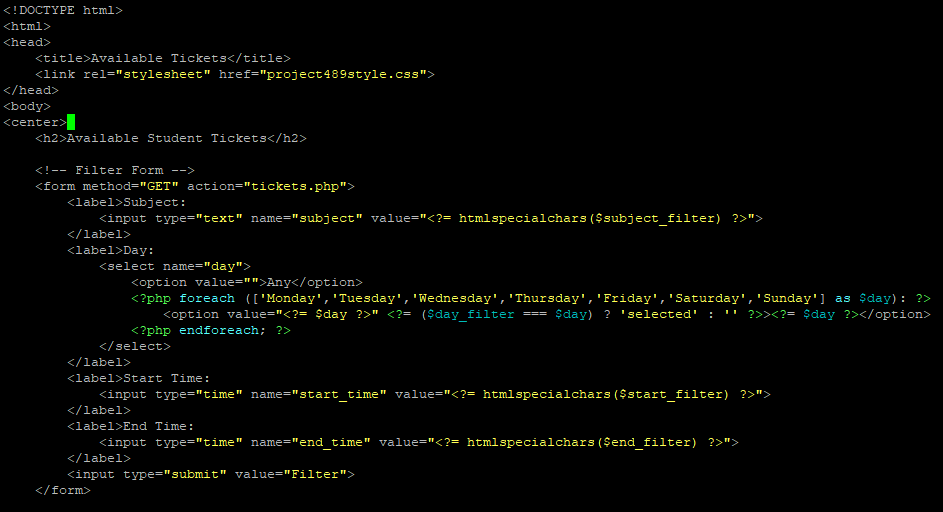 <!DOCTYPE html>
<html>
<head>
    <title>Available Tickets</title>
    <link rel="stylesheet" href="project489style.css">
</head>
<body>
<center>
    <h2>Available Student Tickets</h2>

    <!-- Filter Form -->
    <form method="GET" action="tickets.php">
        <label>Subject:
            <input type="text" name="subject" value="<?= htmlspecialchars($subject_filter) ?>">
        </label>
        <label>Day:
            <select name="day">
                <option value="">Any</option>
                <?php foreach (['Monday','Tuesday','Wednesday','Thursday','Friday','Saturday','Sunday'] as $day): ?>
                    <option value="<?= $day ?>" <?= ($day_filter === $day) ? 'selected' : '' ?>><?= $day ?></option>
                <?php endforeach; ?>
            </select>
        </label>
        <label>Start Time:
            <input type="time" name="start_time" value="<?= htmlspecialchars($start_filter) ?>">
        </label>
        <label>End Time:
            <input type="time" name="end_time" value="<?= htmlspecialchars($end_filter) ?>">
        </label>
        <input type="submit" value="Filter">
    </form>